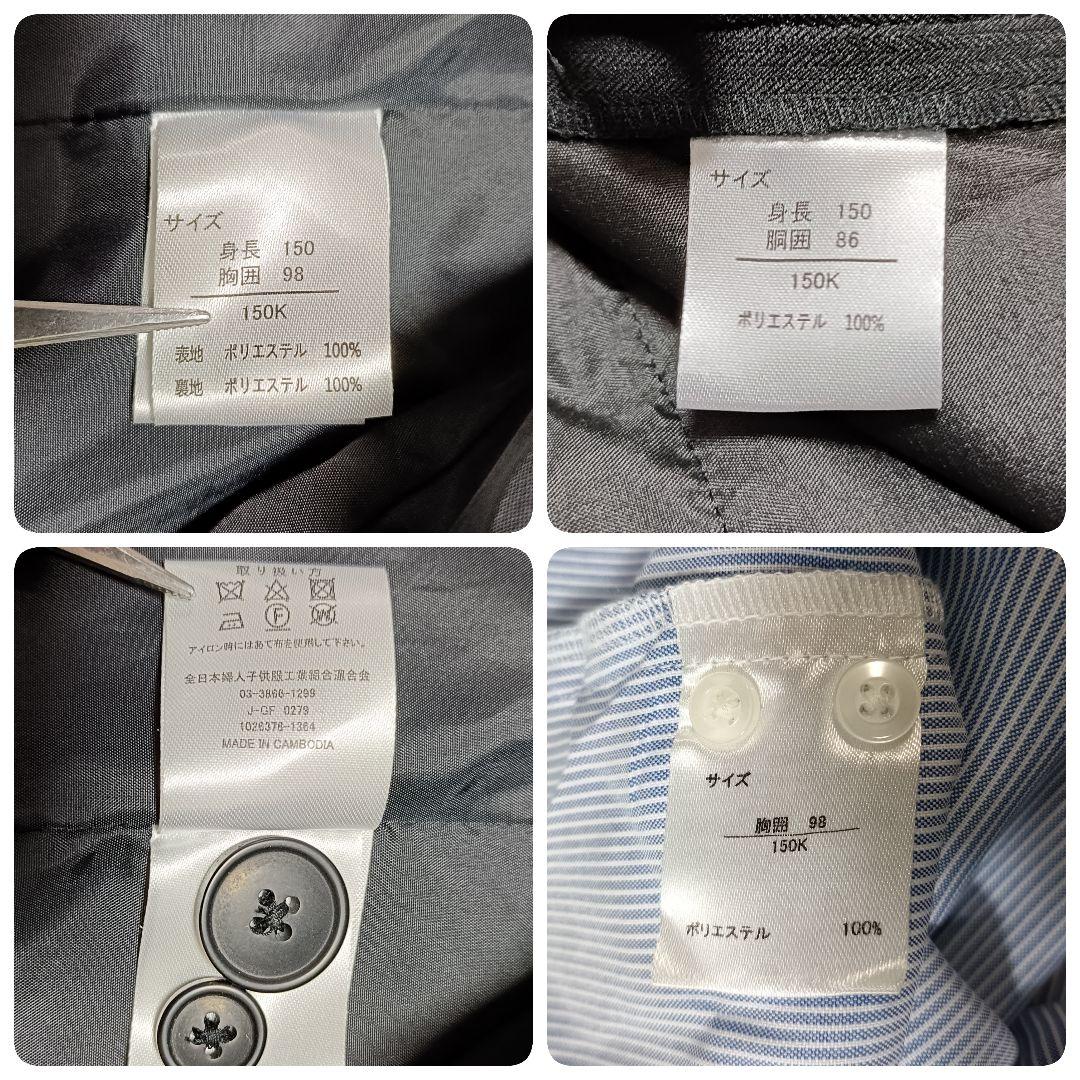 サイズ
身長 150
胸囲 98
150K
表地 ポリエステル 100%
裏地 ポリエステル 100%
サイズ
身長 150
胴囲 86
150K
ポリエステル 100%
取り扱い方
F
W
アイロン時にはあて布を使用して下さい。
全日本婦人子供服工業組合連合会
03-3866-1299
J-GF 0279
1026376-1364
MADE IN CAMBODIA
サイズ
胸囲 98
150K
ポリエステル 100%